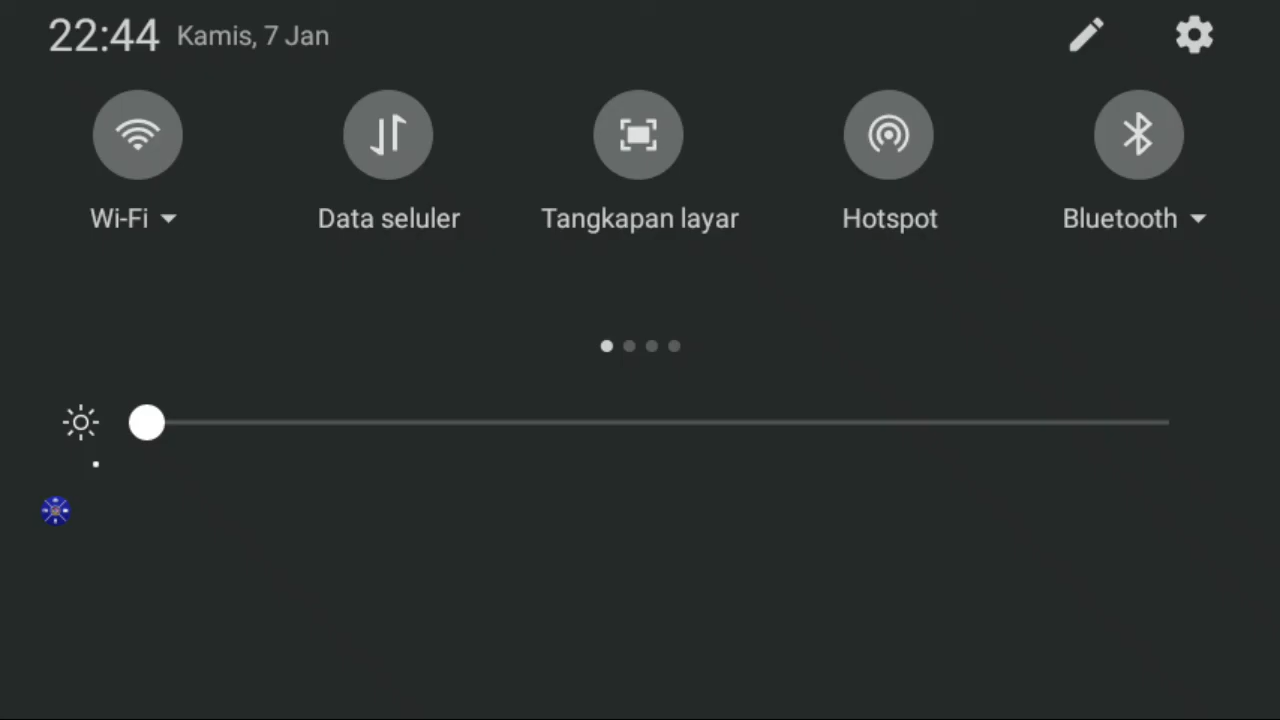 22:44 Kamis, 7 Jan
Wi-Fi Data seluler Tangkapan layar Hotspot Bluetooth